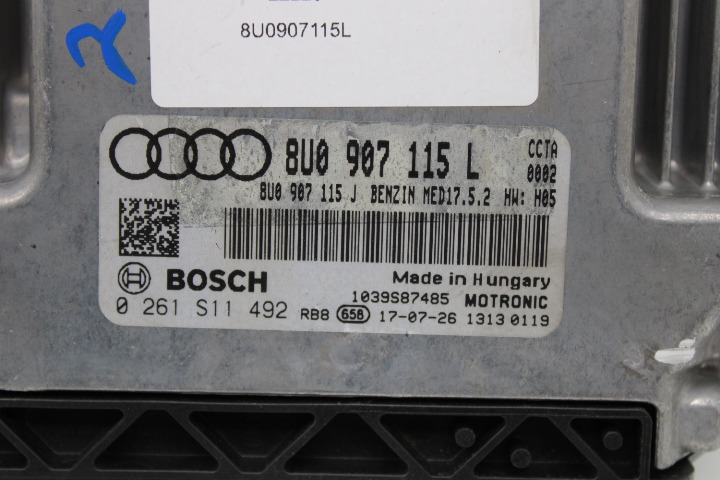 8U0907115L
8U0 907 115 L CCTA
0002
8U0 907 115 J BENZIN MED17.5.2 HW: H05
BOSCH Made in Hungary
1039S87485 MOTRONIC
0 261 S11 492 RB8 658 17-07-26 1313 0119